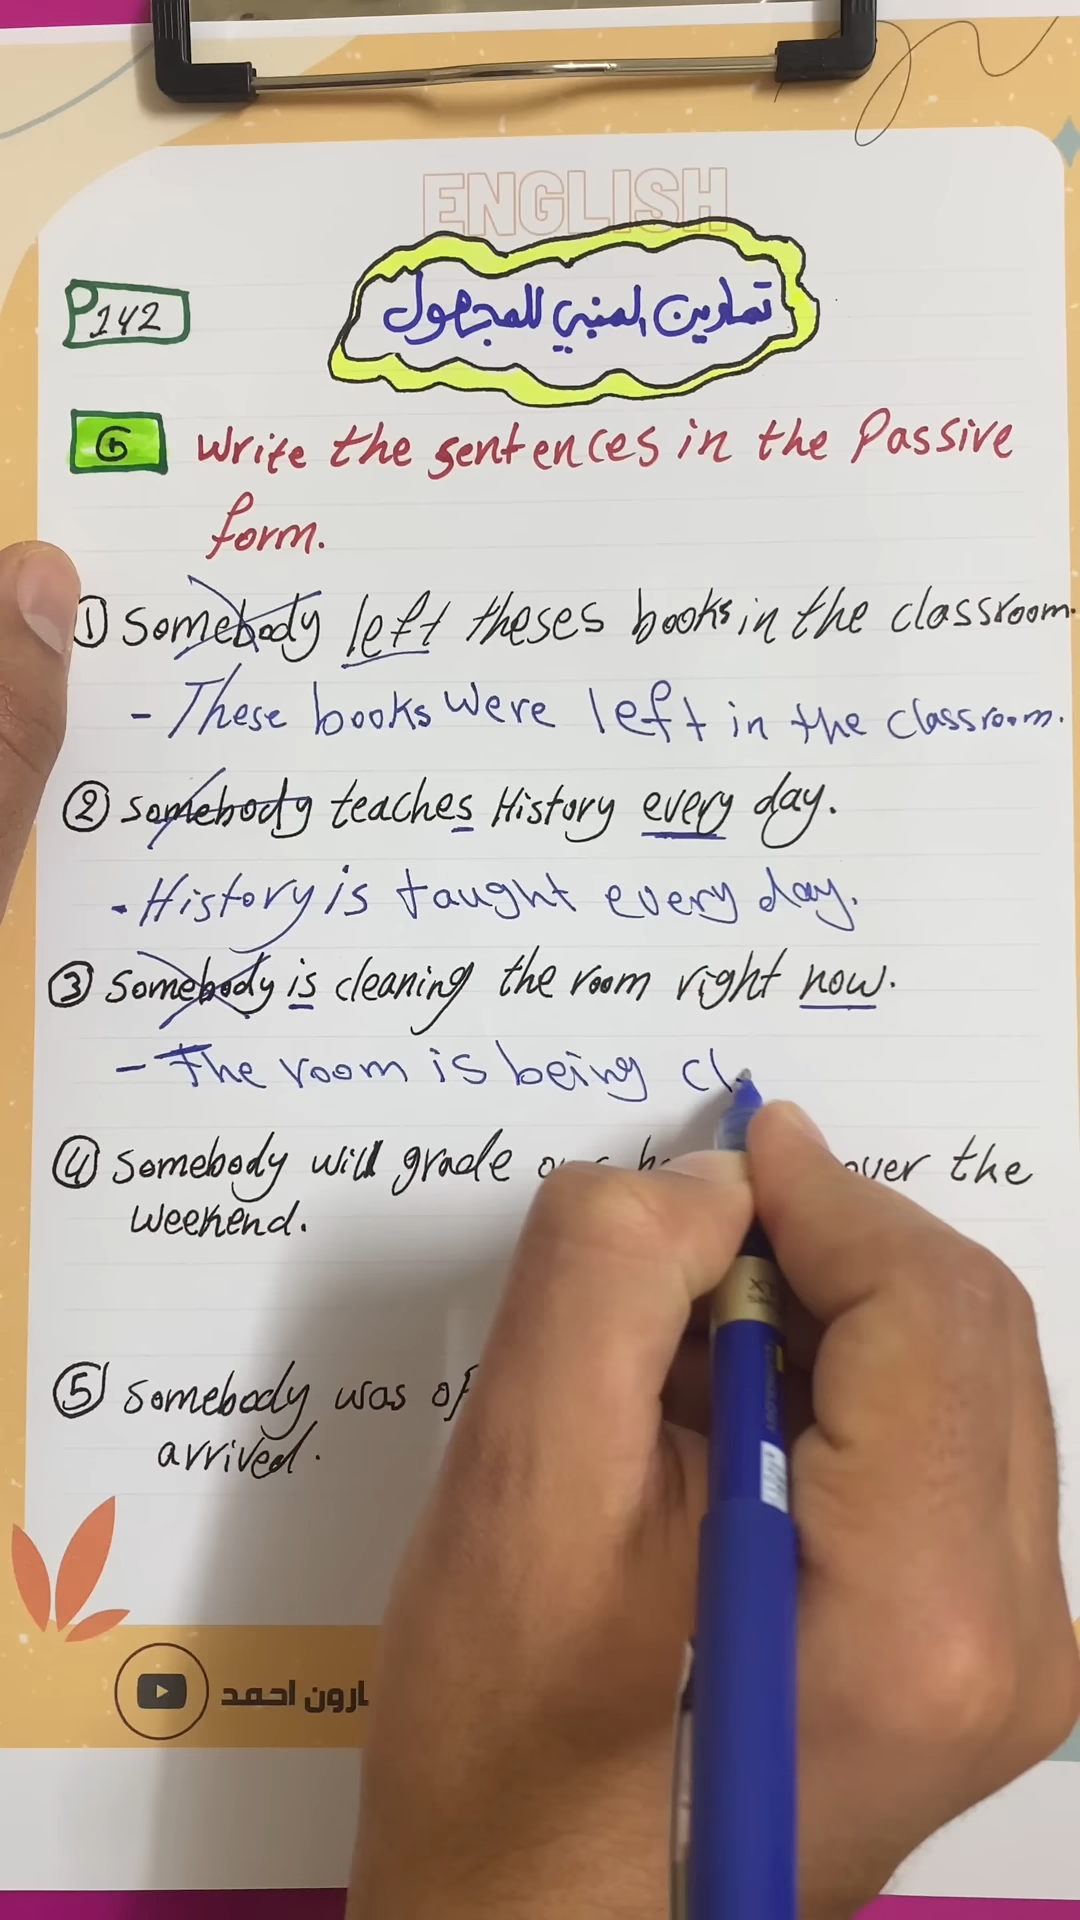 ENGLISH
تمارين المبني للمجهول
P142
G Write the sentences in the Passive
form.
① Somebody left theses books in the classroom.
- These books were left in the classroom.
② Somebody teaches History every day.
- History is taught every day.
③ Somebody is cleaning the room right now.
- The room is being cl
④ Somebody will grade over the
weekend.
⑤ Somebody was
arrived.
احمد